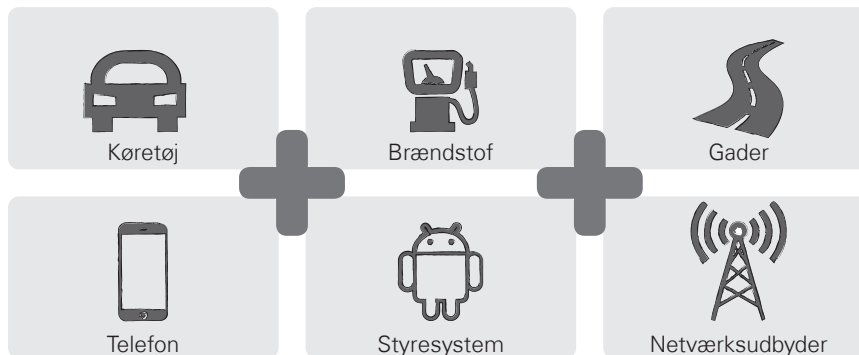 Køretøj
Brændstof
Gader
Telefon
Styresystem
Netværksudbyder